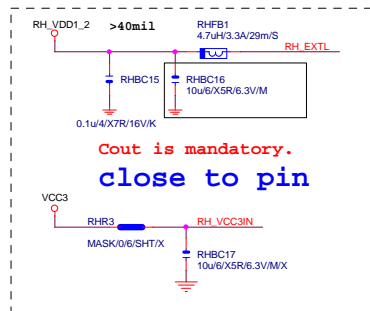 RH_VDD1_2 >40mil
RHFB1
4.7uH/3.3A/29m/S
RH_EXTL
RHBC15
RHBC16
10u/6/X5R/6.3V/M
0.1u/4/X7R/16V/K
Cout is mandatory.
close to pin
VCC3
RHR3
RH_VCC3IN
MASK/0/6/SHT/X
RHBC17
10u/6/X5R/6.3V/M/X